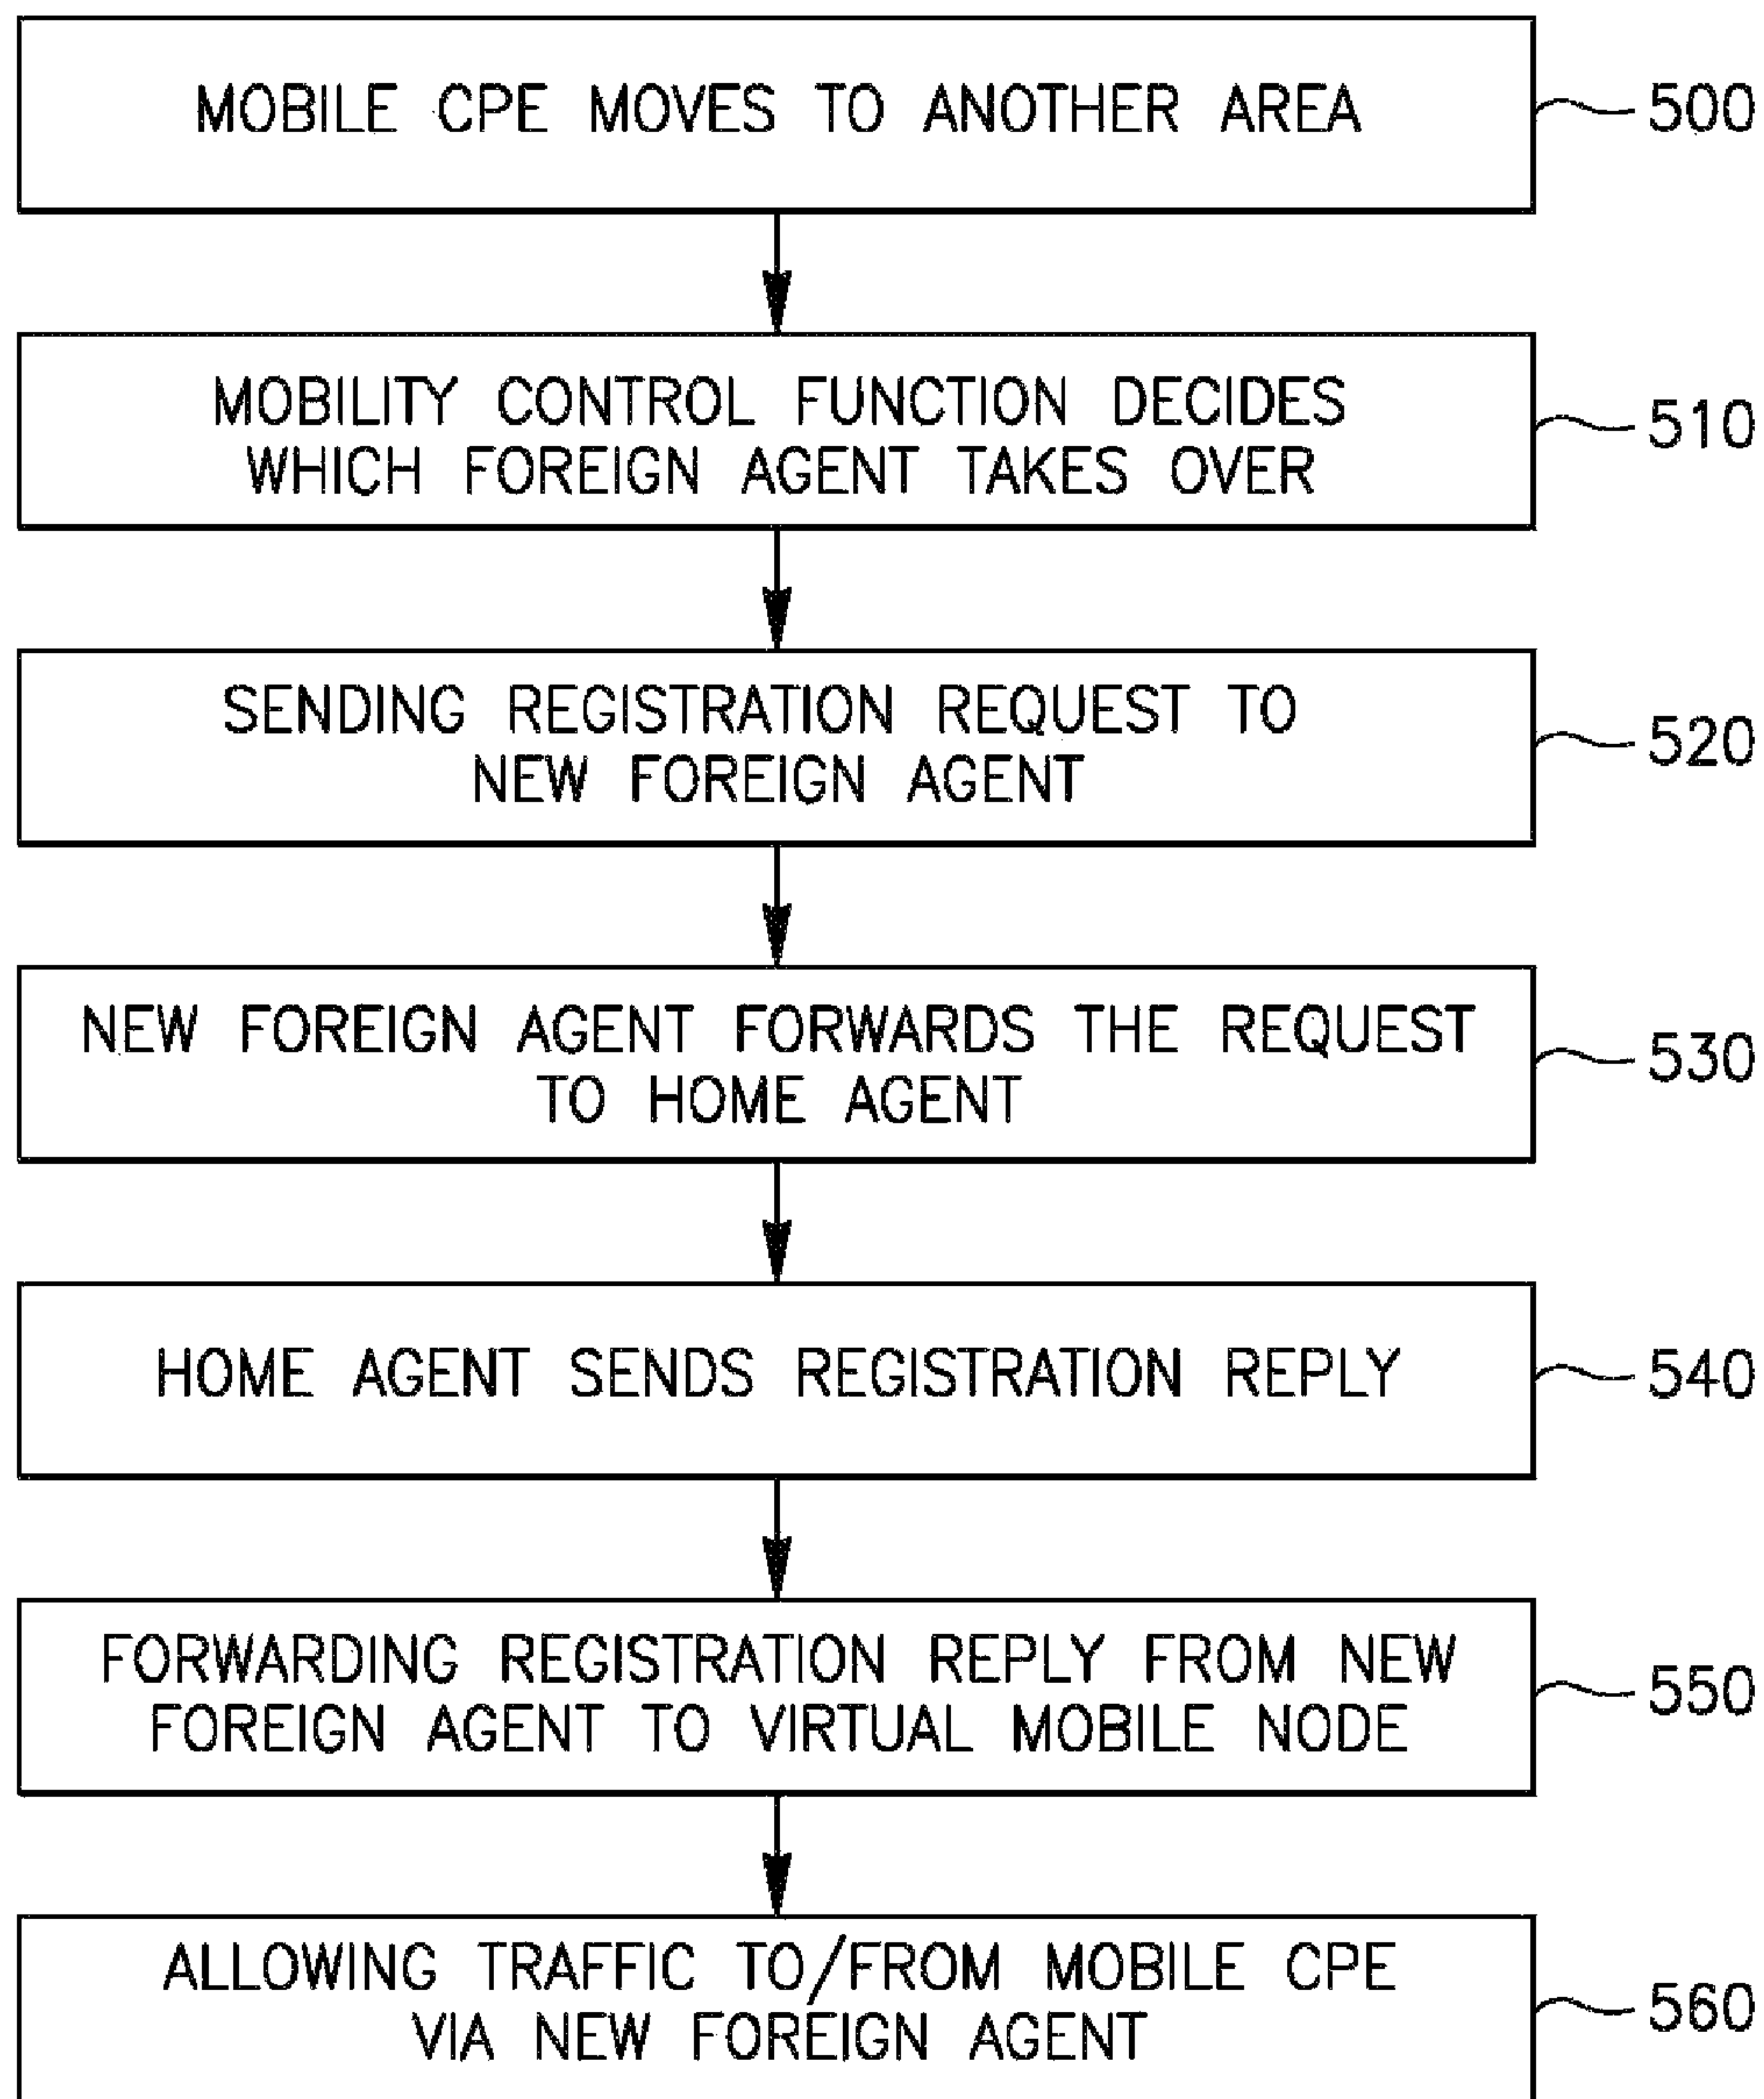 MOBILE CPE MOVES TO ANOTHER AREA
500
MOBILITY CONTROL FUNCTION DECIDES
WHICH FOREIGN AGENT TAKES OVER
510
SENDING REGISTRATION REQUEST TO
NEW FOREIGN AGENT
520
NEW FOREIGN AGENT FORWARDS THE REQUEST
TO HOME AGENT
530
HOME AGENT SENDS REGISTRATION REPLY
540
FORWARDING REGISTRATION REPLY FROM NEW
FOREIGN AGENT TO VIRTUAL MOBILE NODE
550
ALLOWING TRAFFIC TO/FROM MOBILE CPE
VIA NEW FOREIGN AGENT
560